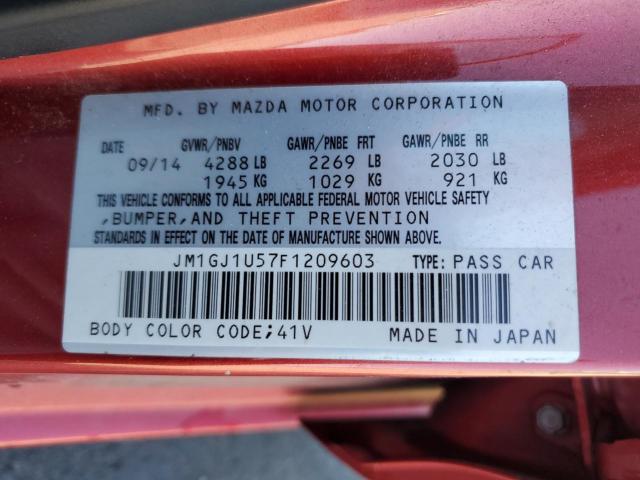 MFD. BY MAZDA MOTOR CORPORATION
DATE GVWR/PNBV GAWR/PNBE FRT GAWR/PNBE RR
09/14 4288 LB 2269 LB 2030 LB
1945 KG 1029 KG 921 KG
THIS VEHICLE CONFORMS TO ALL APPLICABLE FEDERAL MOTOR VEHICLE SAFETY
,BUMPER,AND THEFT PREVENTION
STANDARDS IN EFFECT ON THE DATE OF MANUFACTURE SHOWN ABOVE.
JM1GJ1U57F1209603 TYPE: PASS CAR
BODY COLOR CODE;41V MADE IN JAPAN